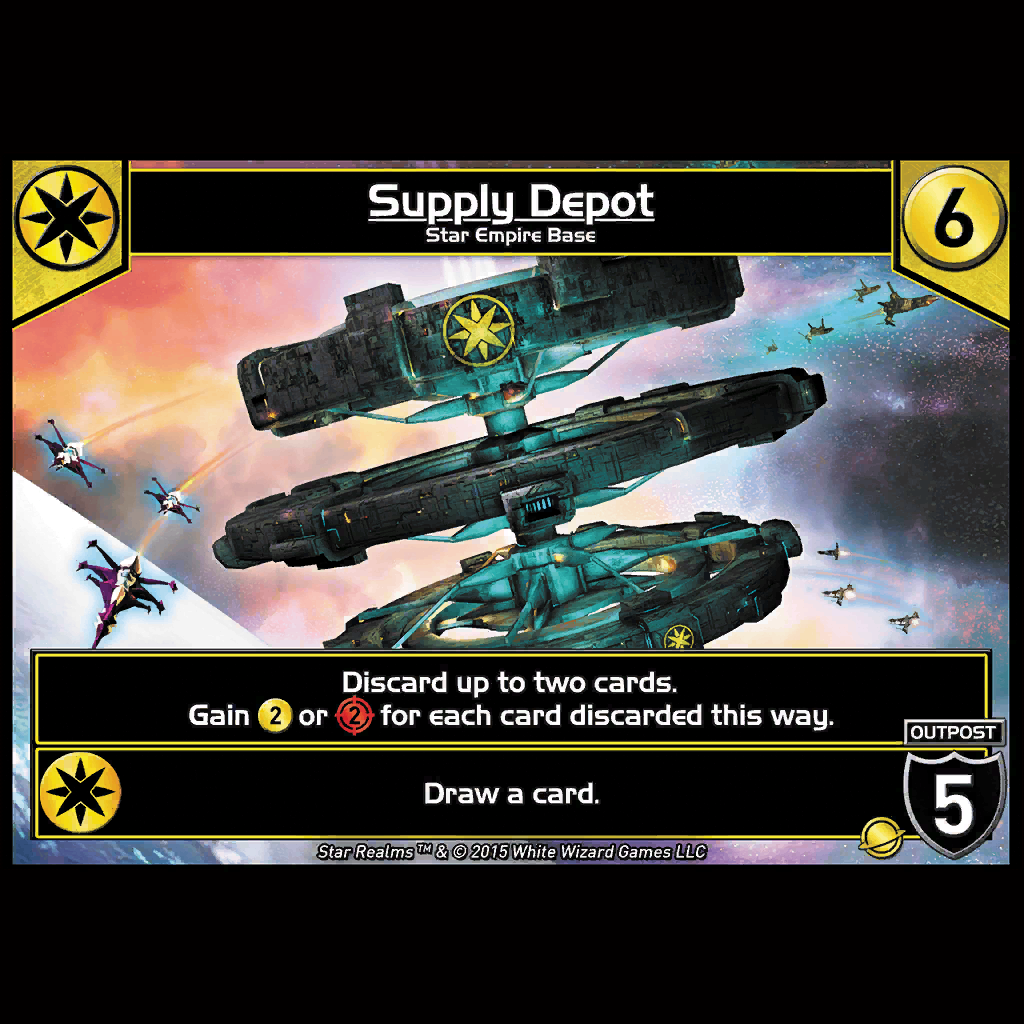 Supply Depot
Star Empire Base
6
Discard up to two cards.
Gain 2 or 2 for each card discarded this way.
OUTPOST
5
Draw a card.
Star Realms™ & © 2015 White Wizard Games LLC